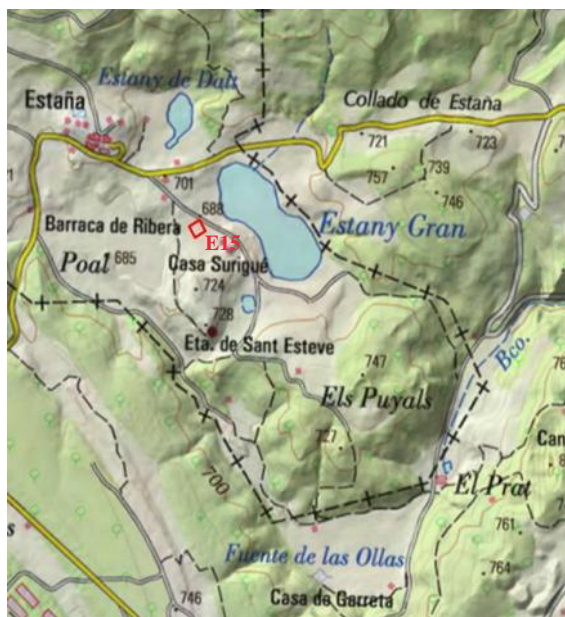 Estany de Dalt
Estaña
Collado de Estaña
721
723
739
757
746
701
688
Barraca de Ribera
E15
Estany Gran
Poal
685
Casa Surigué
724
728
Eta. de Sant Esteve
747
Els Puyals
Bco.
727
700
Can
El Prat
761
Fuente de las Ollas
764
746
Casa de Garreta